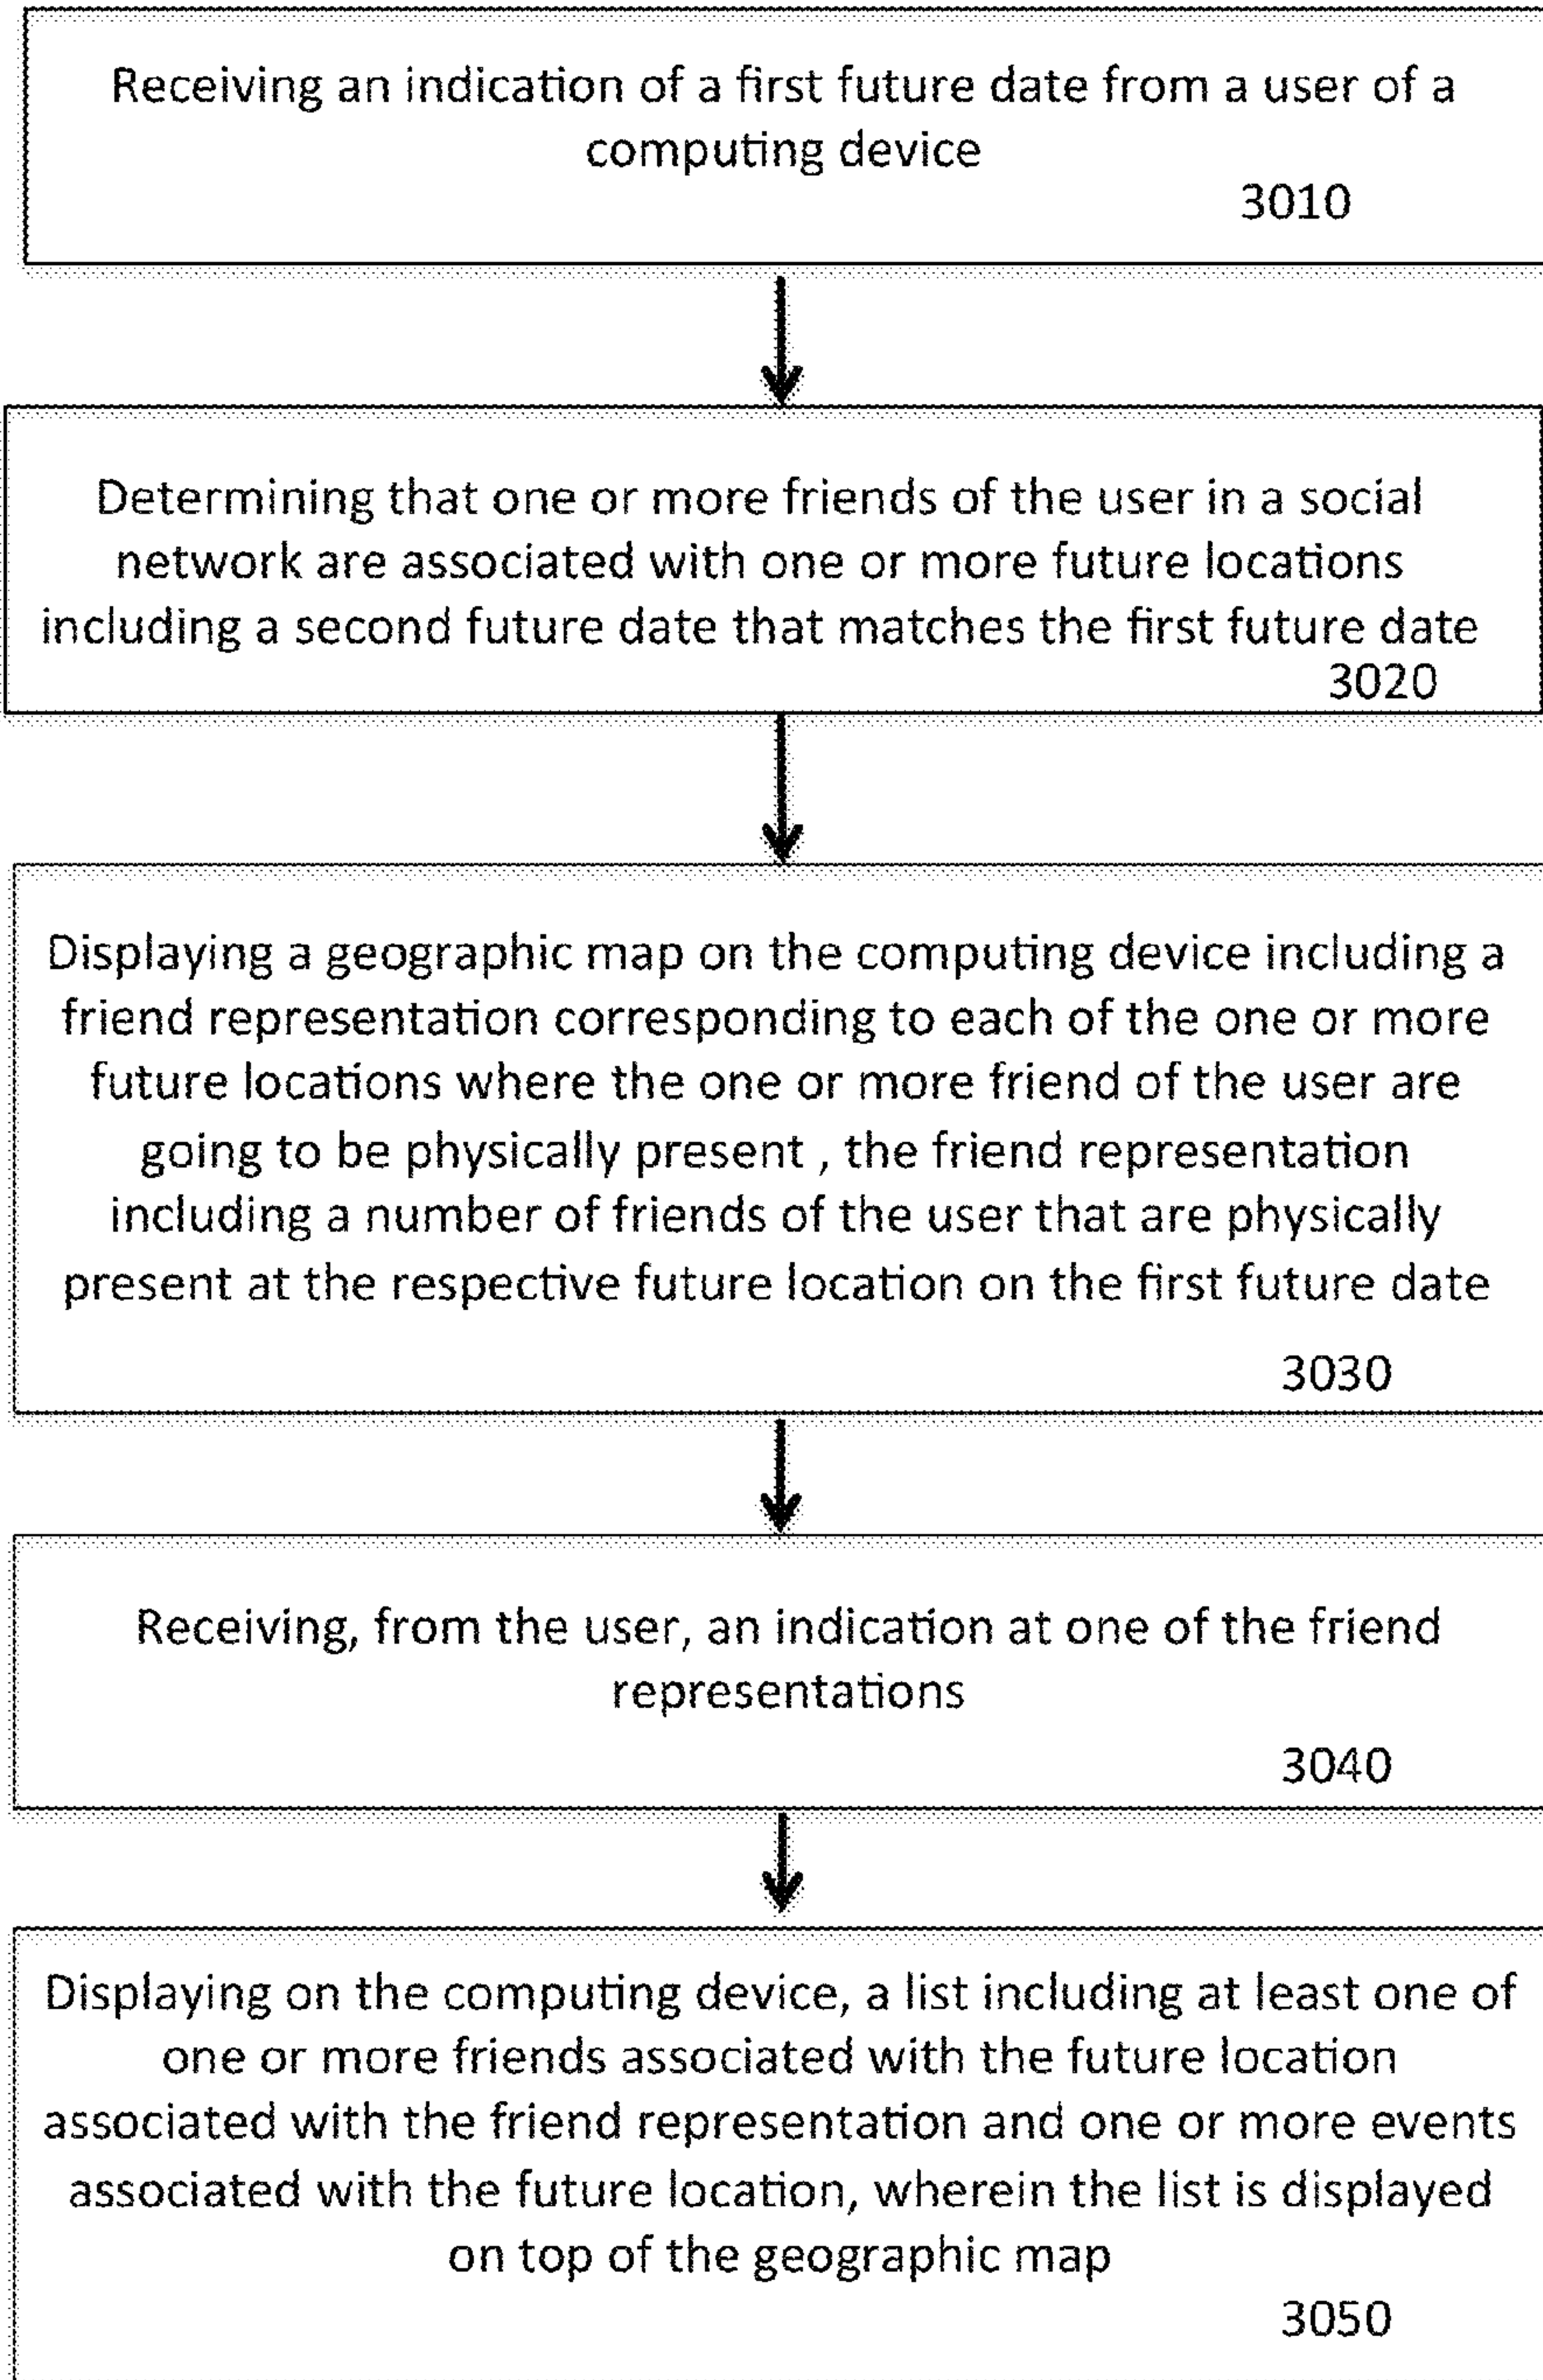 Receiving an indication of a first future date from a user of a
computing device
3010
Determining that one or more friends of the user in a social
network are associated with one or more future locations
including a second future date that matches the first future date
3020
Displaying a geographic map on the computing device including a
friend representation corresponding to each of the one or more
future locations where the one or more friend of the user are
going to be physically present , the friend representation
including a number of friends of the user that are physically
present at the respective future location on the first future date
3030
Receiving, from the user, an indication at one of the friend
representations
3040
Displaying on the computing device, a list including at least one of
one or more friends associated with the future location
associated with the friend representation and one or more events
associated with the future location, wherein the list is displayed
on top of the geographic map
3050